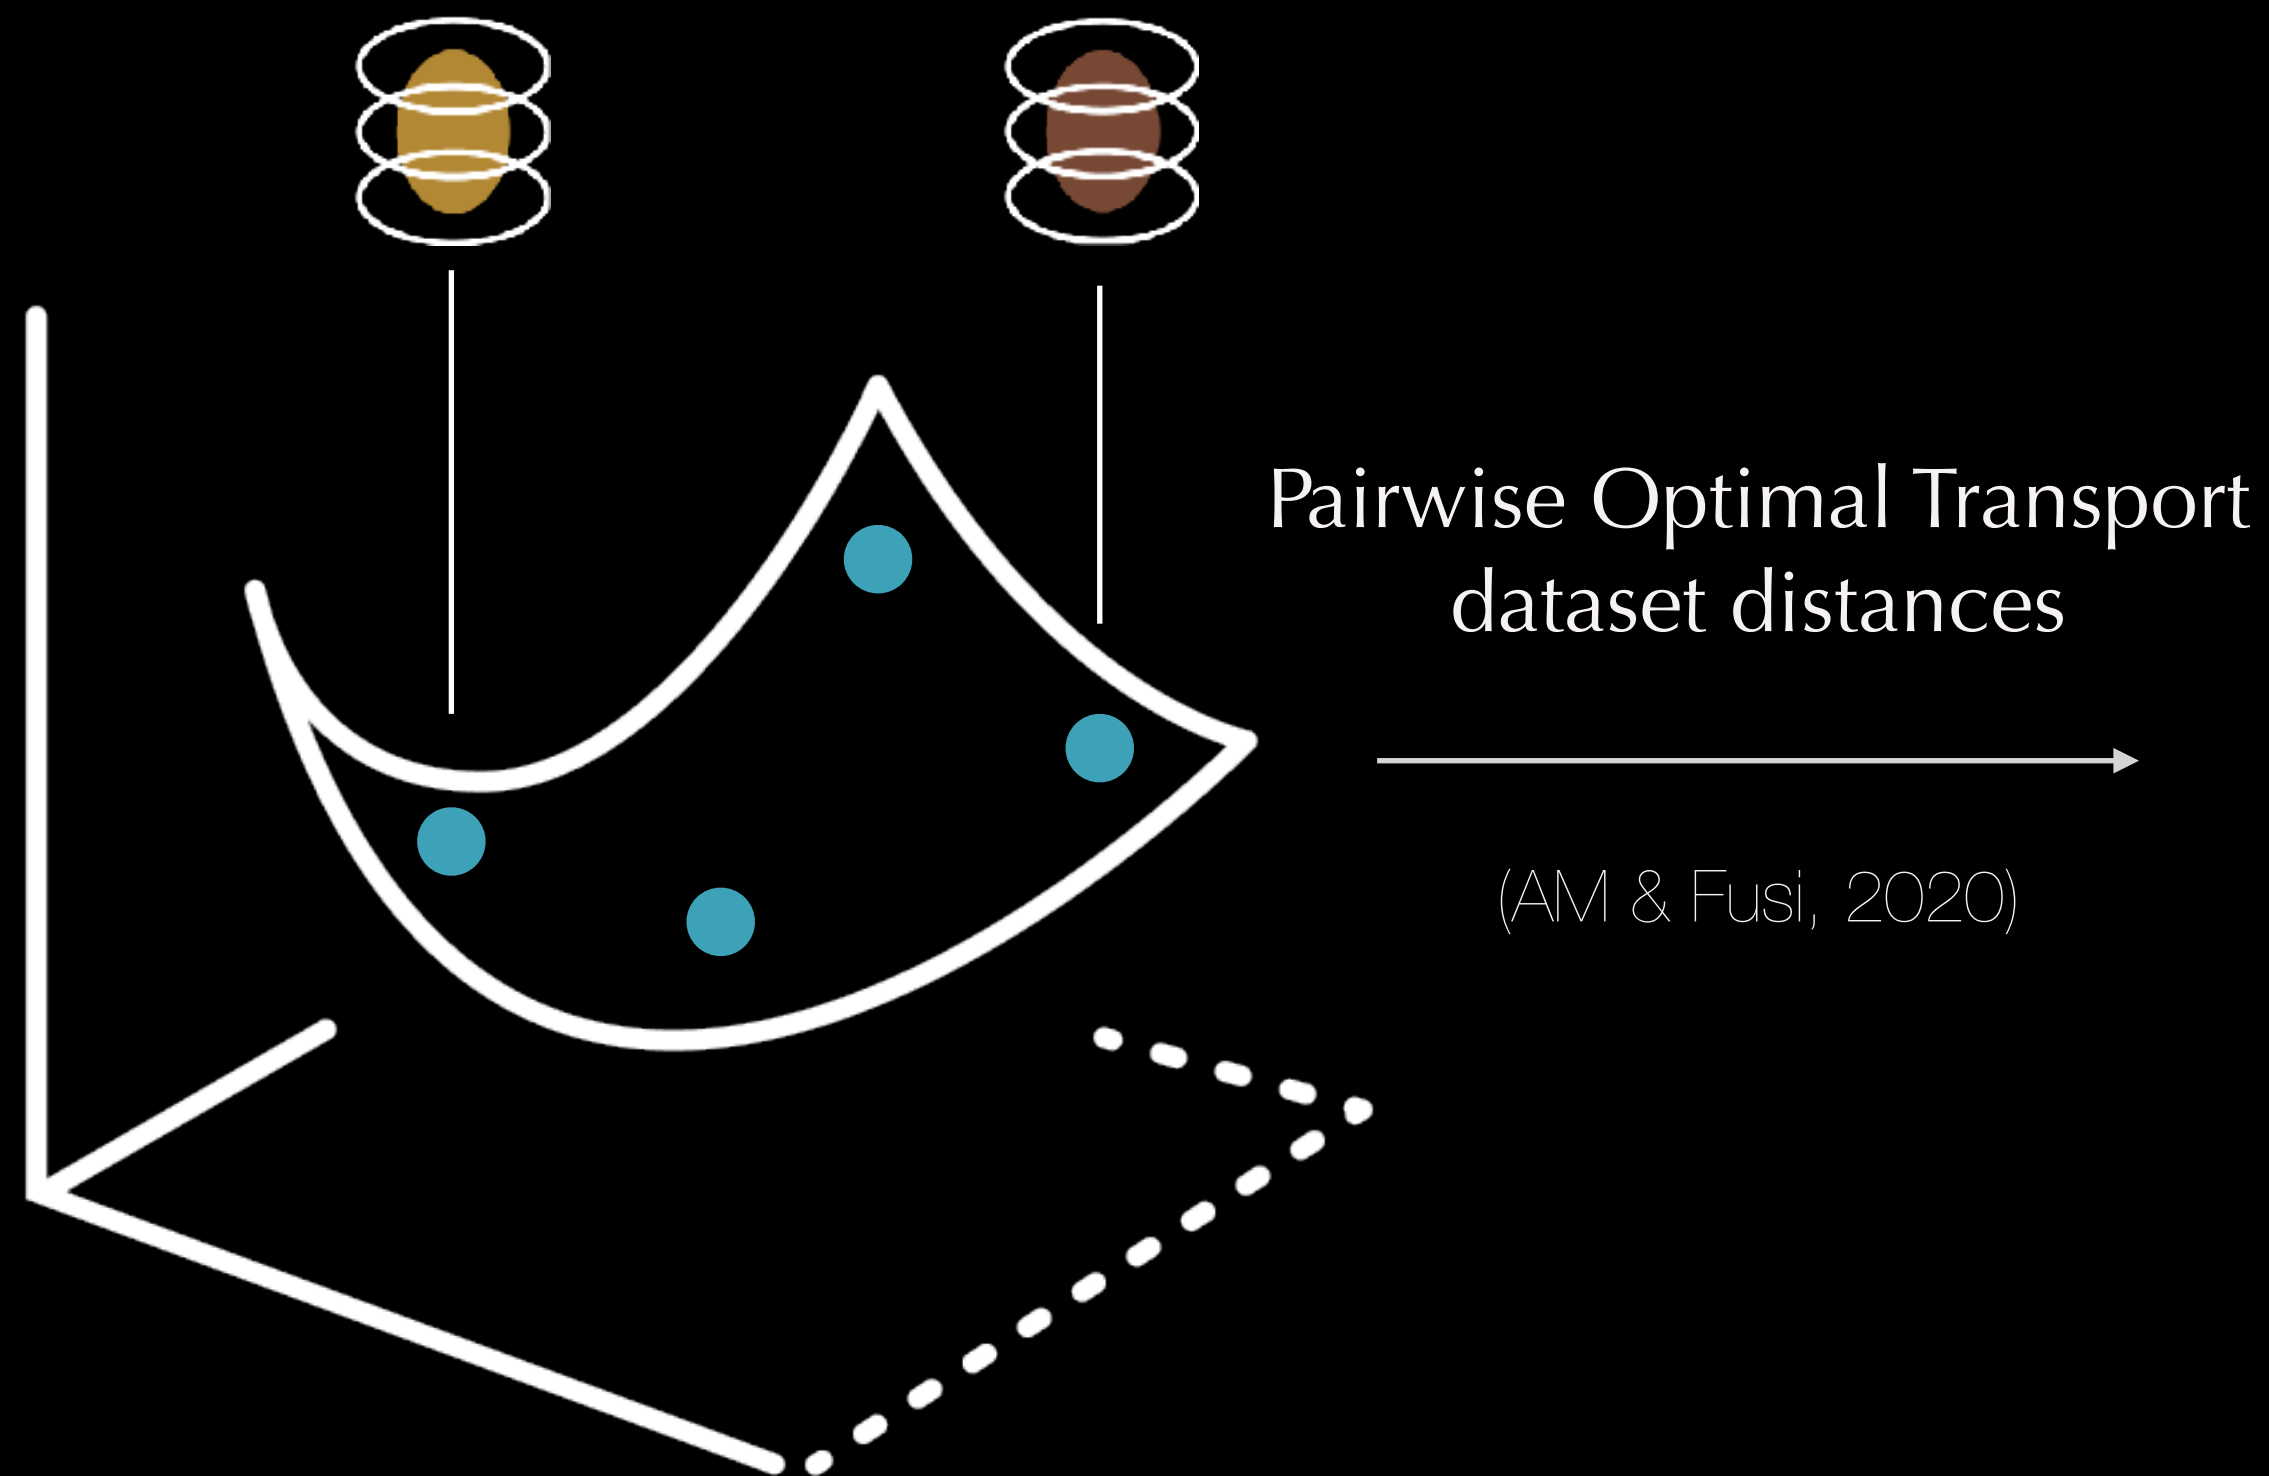 Pairwise Optimal Transport
dataset distances
(AM & Fusi, 2020)